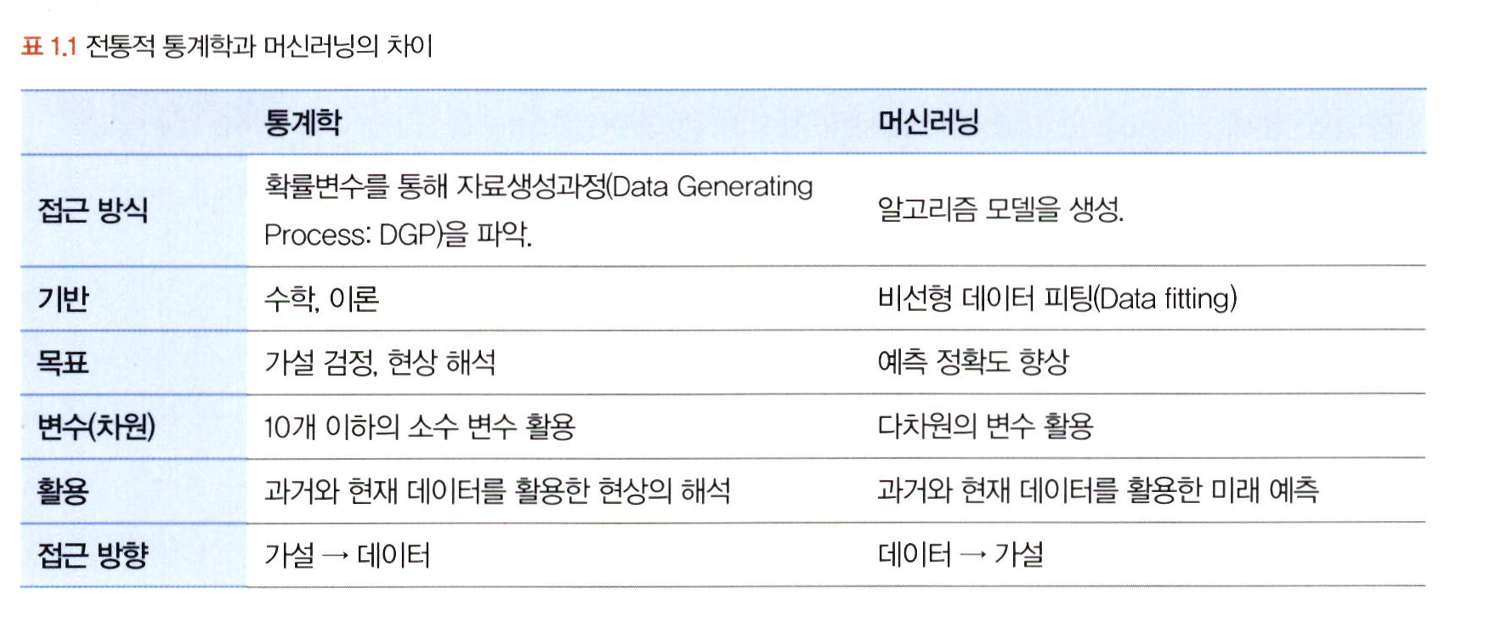 표 1.1 전통적 통계학과 머신러닝의 차이
통계학 머신러닝
접근 방식 확률변수를 통해 자료생성과정(Data Generating
Process: DGP)을 파악. 알고리즘 모델을 생성.
기반 수학, 이론 비선형 데이터 피팅(Data fitting)
목표 가설 검정, 현상 해석 예측 정확도 향상
변수(차원) 10개 이하의 소수 변수 활용 다차원의 변수 활용
활용 과거와 현재 데이터를 활용한 현상의 해석 과거와 현재 데이터를 활용한 미래 예측
접근 방향 가설 → 데이터 데이터 → 가설